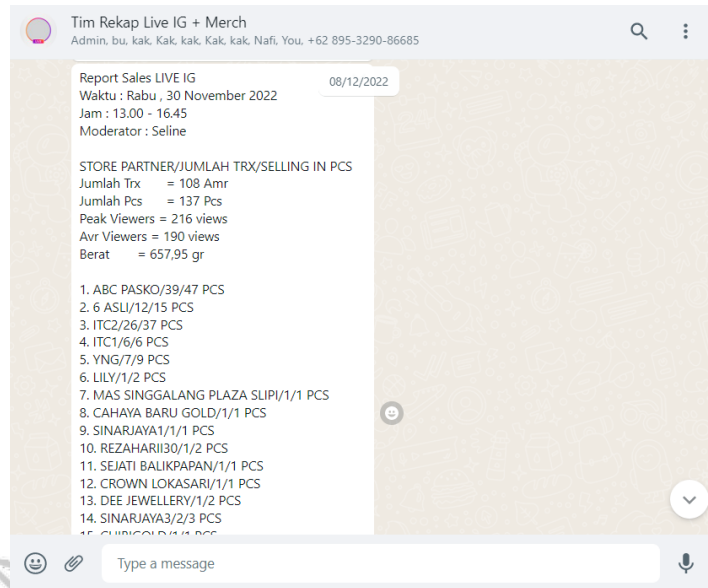 Tim Rekap Live IG + Merch
Admin, bu, kak, Kak, kak, Kak, kak, Nafi, You, +62 895-3290-86685
08/12/2022
Report Sales LIVE IG
Waktu : Rabu , 30 November 2022
Jam : 13.00 - 16.45
Moderator : Seline
STORE PARTNER/JUMLAH TRX/SELLING IN PCS
Jumlah Trx = 108 Amr
Jumlah Pcs = 137 Pcs
Peak Viewers = 216 views
Avr Viewers = 190 views
Berat = 657,95 gr
1. ABC PASKO/39/47 PCS
2. 6 ASLI/12/15 PCS
3. ITC2/26/37 PCS
4. ITC1/6/6 PCS
5. YNG/7/9 PCS
6. LILY/1/2 PCS
7. MAS SINGGALANG PLAZA SLIPI/1/1 PCS
8. CAHAYA BARU GOLD/1/1 PCS
9. SINARJAYA1/1/1 PCS
10. REZAHARII30/1/2 PCS
11. SEJATI BALIKPAPAN/1/1 PCS
12. CROWN LOKASARI/1/1 PCS
13. DEE JEWELLERY/1/2 PCS
14. SINARJAYA3/2/3 PCS
Type a message